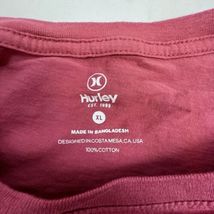 Hurley
EST. 1999
XL
MADE IN BANGLADESH
DESIGNED IN COSTA MESA, CA, USA
100% COTTON